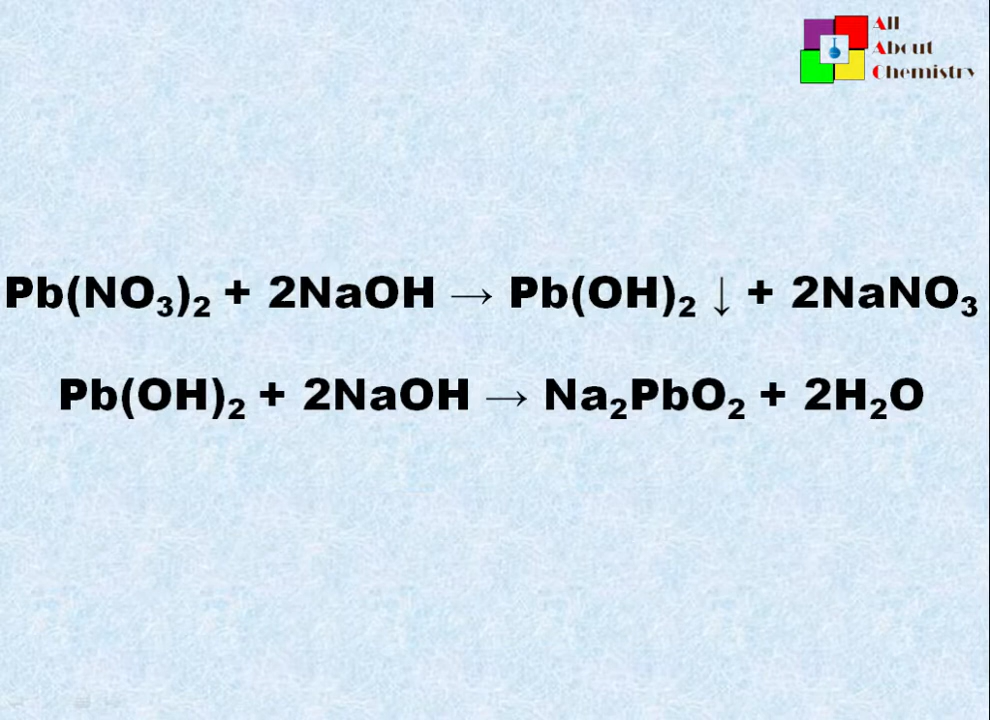 All
About
Chemistry
Pb(NO₃)₂ + 2NaOH → Pb(OH)₂ ↓ + 2NaNO₃
Pb(OH)₂ + 2NaOH → Na₂PbO₂ + 2H₂O